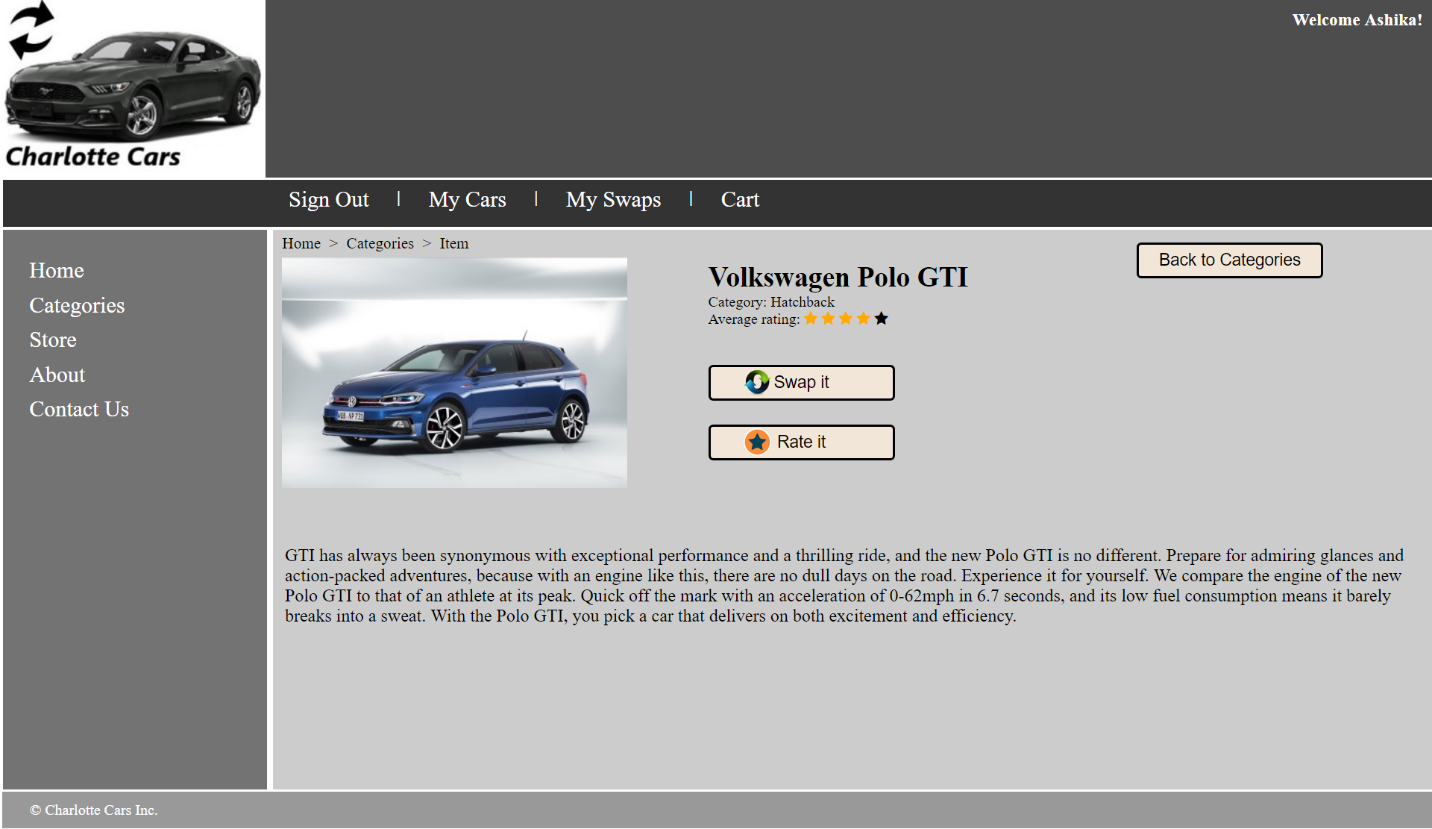 Welcome Ashika!
Charlotte Cars
Sign Out | My Cars | My Swaps | Cart
Home
Categories
Store
About
Contact Us
Home > Categories > Item
Volkswagen Polo GTI
Category: Hatchback
Average rating:
Back to Categories
Swap it
Rate it
GTI has always been synonymous with exceptional performance and a thrilling ride, and the new Polo GTI is no different. Prepare for admiring glances and
action-packed adventures, because with an engine like this, there are no dull days on the road. Experience it for yourself. We compare the engine of the new
Polo GTI to that of an athlete at its peak. Quick off the mark with an acceleration of 0-62mph in 6.7 seconds, and its low fuel consumption means it barely
breaks into a sweat. With the Polo GTI, you pick a car that delivers on both excitement and efficiency.
© Charlotte Cars Inc.